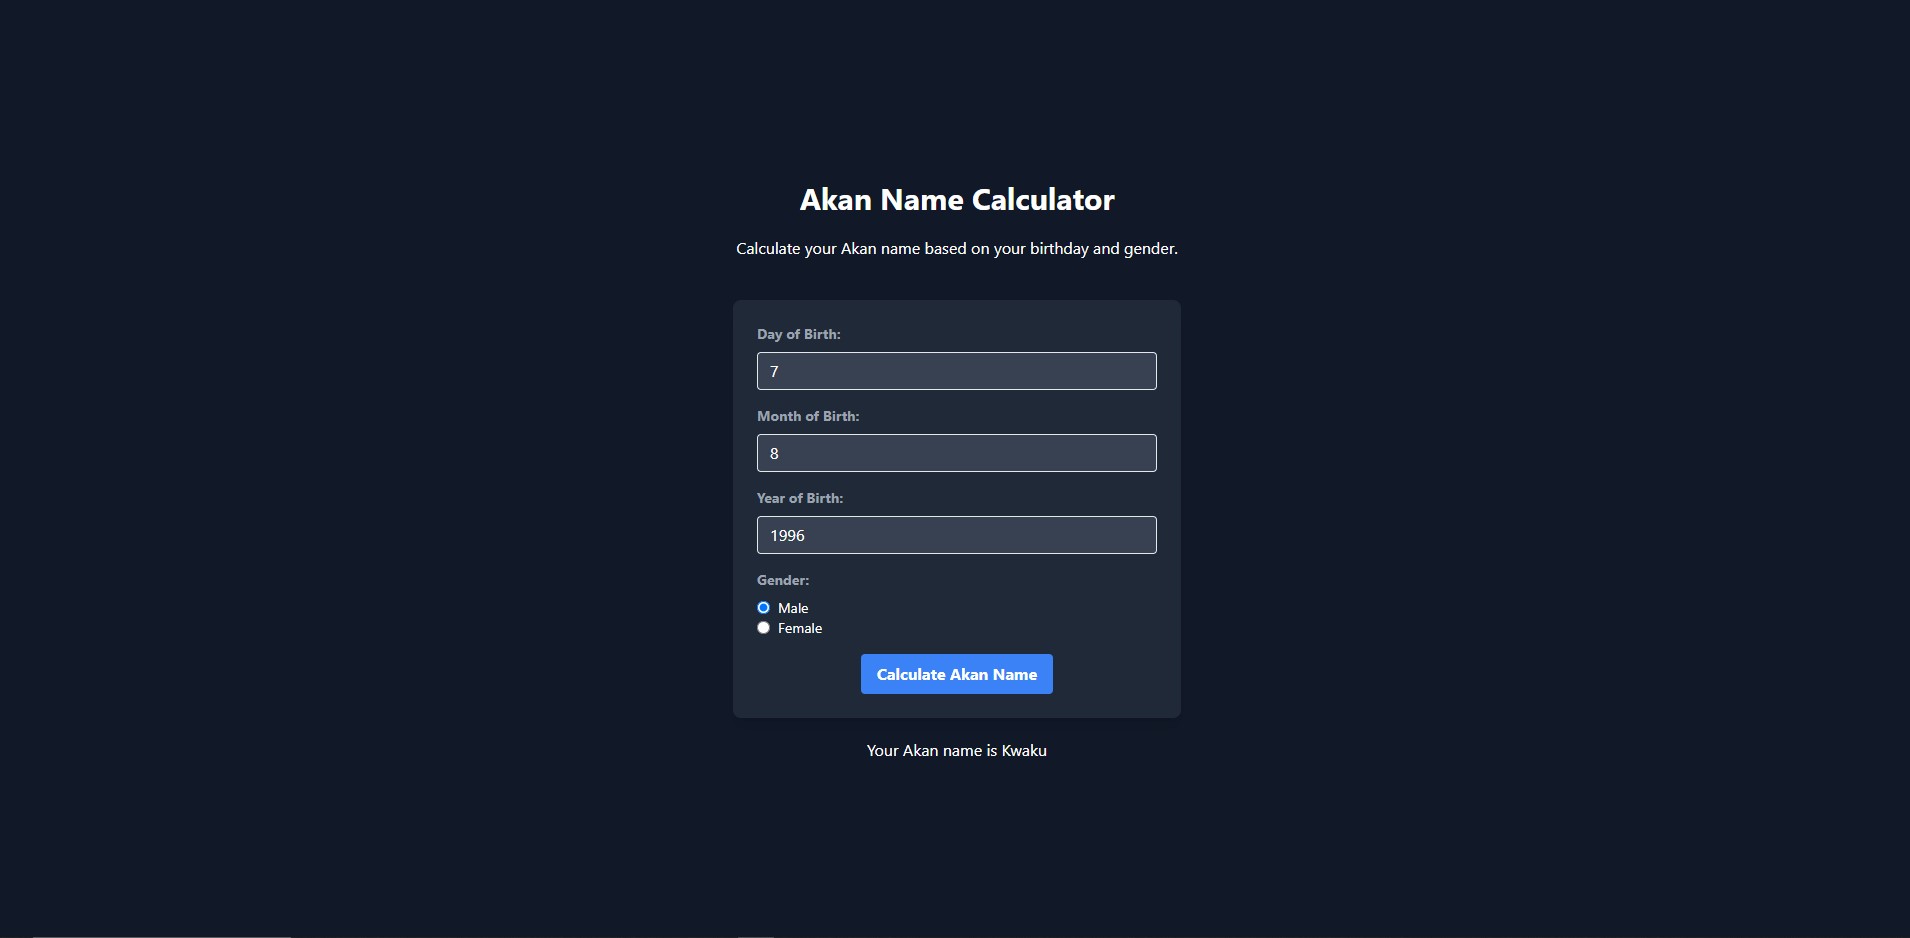 Akan Name Calculator
Calculate your Akan name based on your birthday and gender.
Day of Birth:
7
Month of Birth:
8
Year of Birth:
1996
Gender:
Male
Female
Calculate Akan Name
Your Akan name is Kwaku